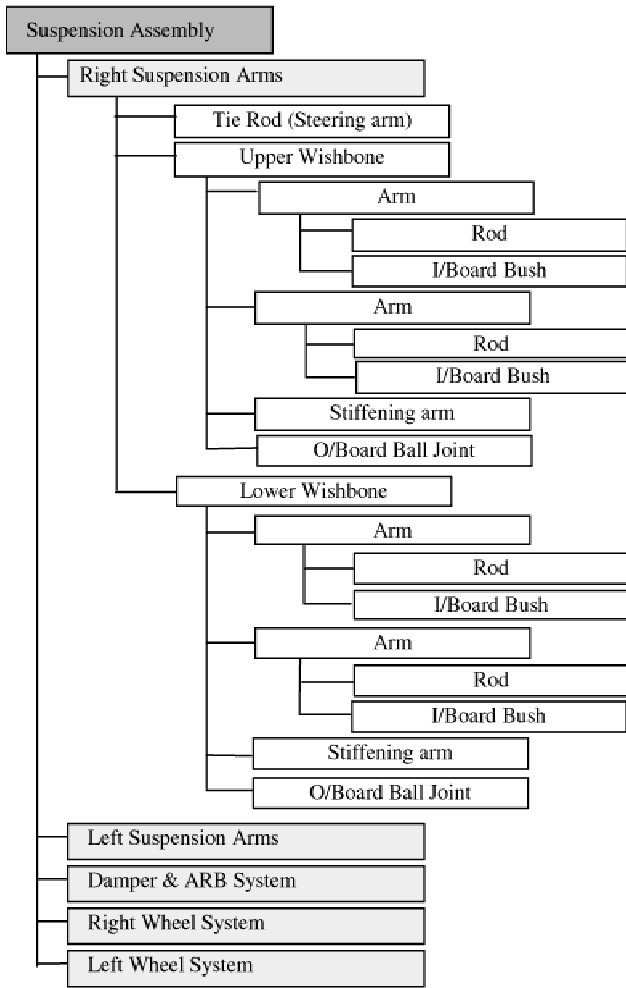 Suspension Assembly
Right Suspension Arms
Tie Rod (Steering arm)
Upper Wishbone
Arm
Rod
I/Board Bush
Arm
Rod
I/Board Bush
Stiffening arm
O/Board Ball Joint
Lower Wishbone
Arm
Rod
I/Board Bush
Arm
Rod
I/Board Bush
Stiffening arm
O/Board Ball Joint
Left Suspension Arms
Damper & ARB System
Right Wheel System
Left Wheel System